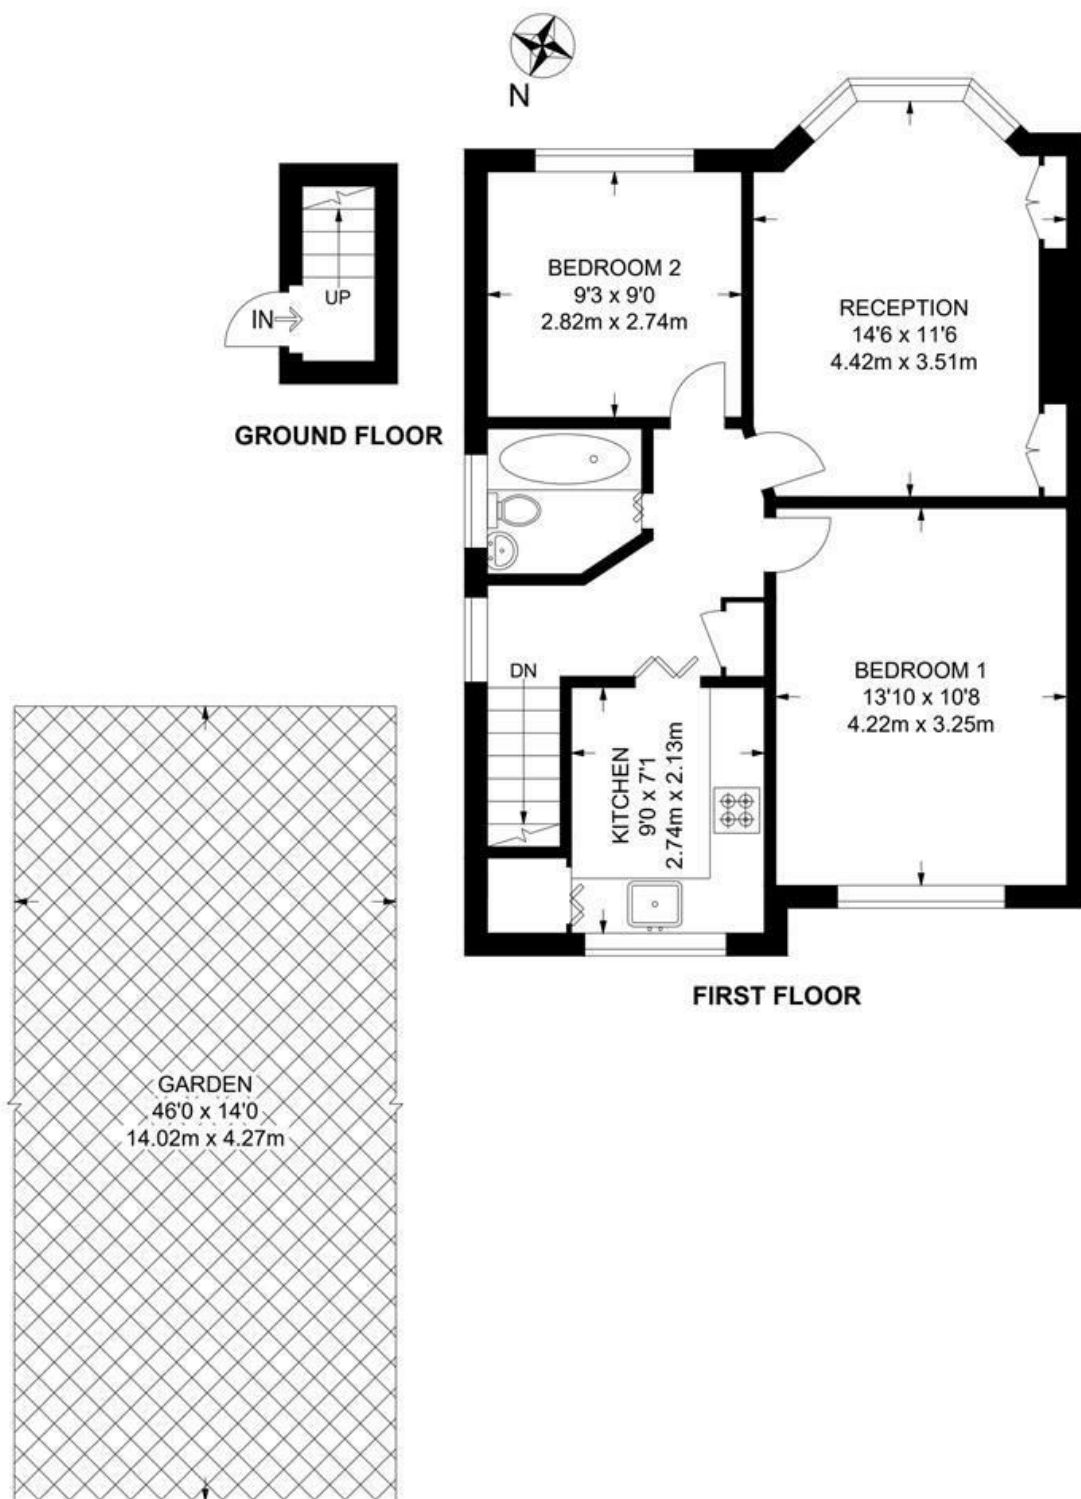 N
BEDROOM 2
9'3 x 9'0
2.82m x 2.74m
RECEPTION
14'6 x 11'6
4.42m x 3.51m
UP
IN
GROUND FLOOR
DN
KITCHEN
9'0 x 7'1
2.74m x 2.13m
BEDROOM 1
13'10 x 10'8
4.22m x 3.25m
FIRST FLOOR
GARDEN
46'0 x 14'0
14.02m x 4.27m